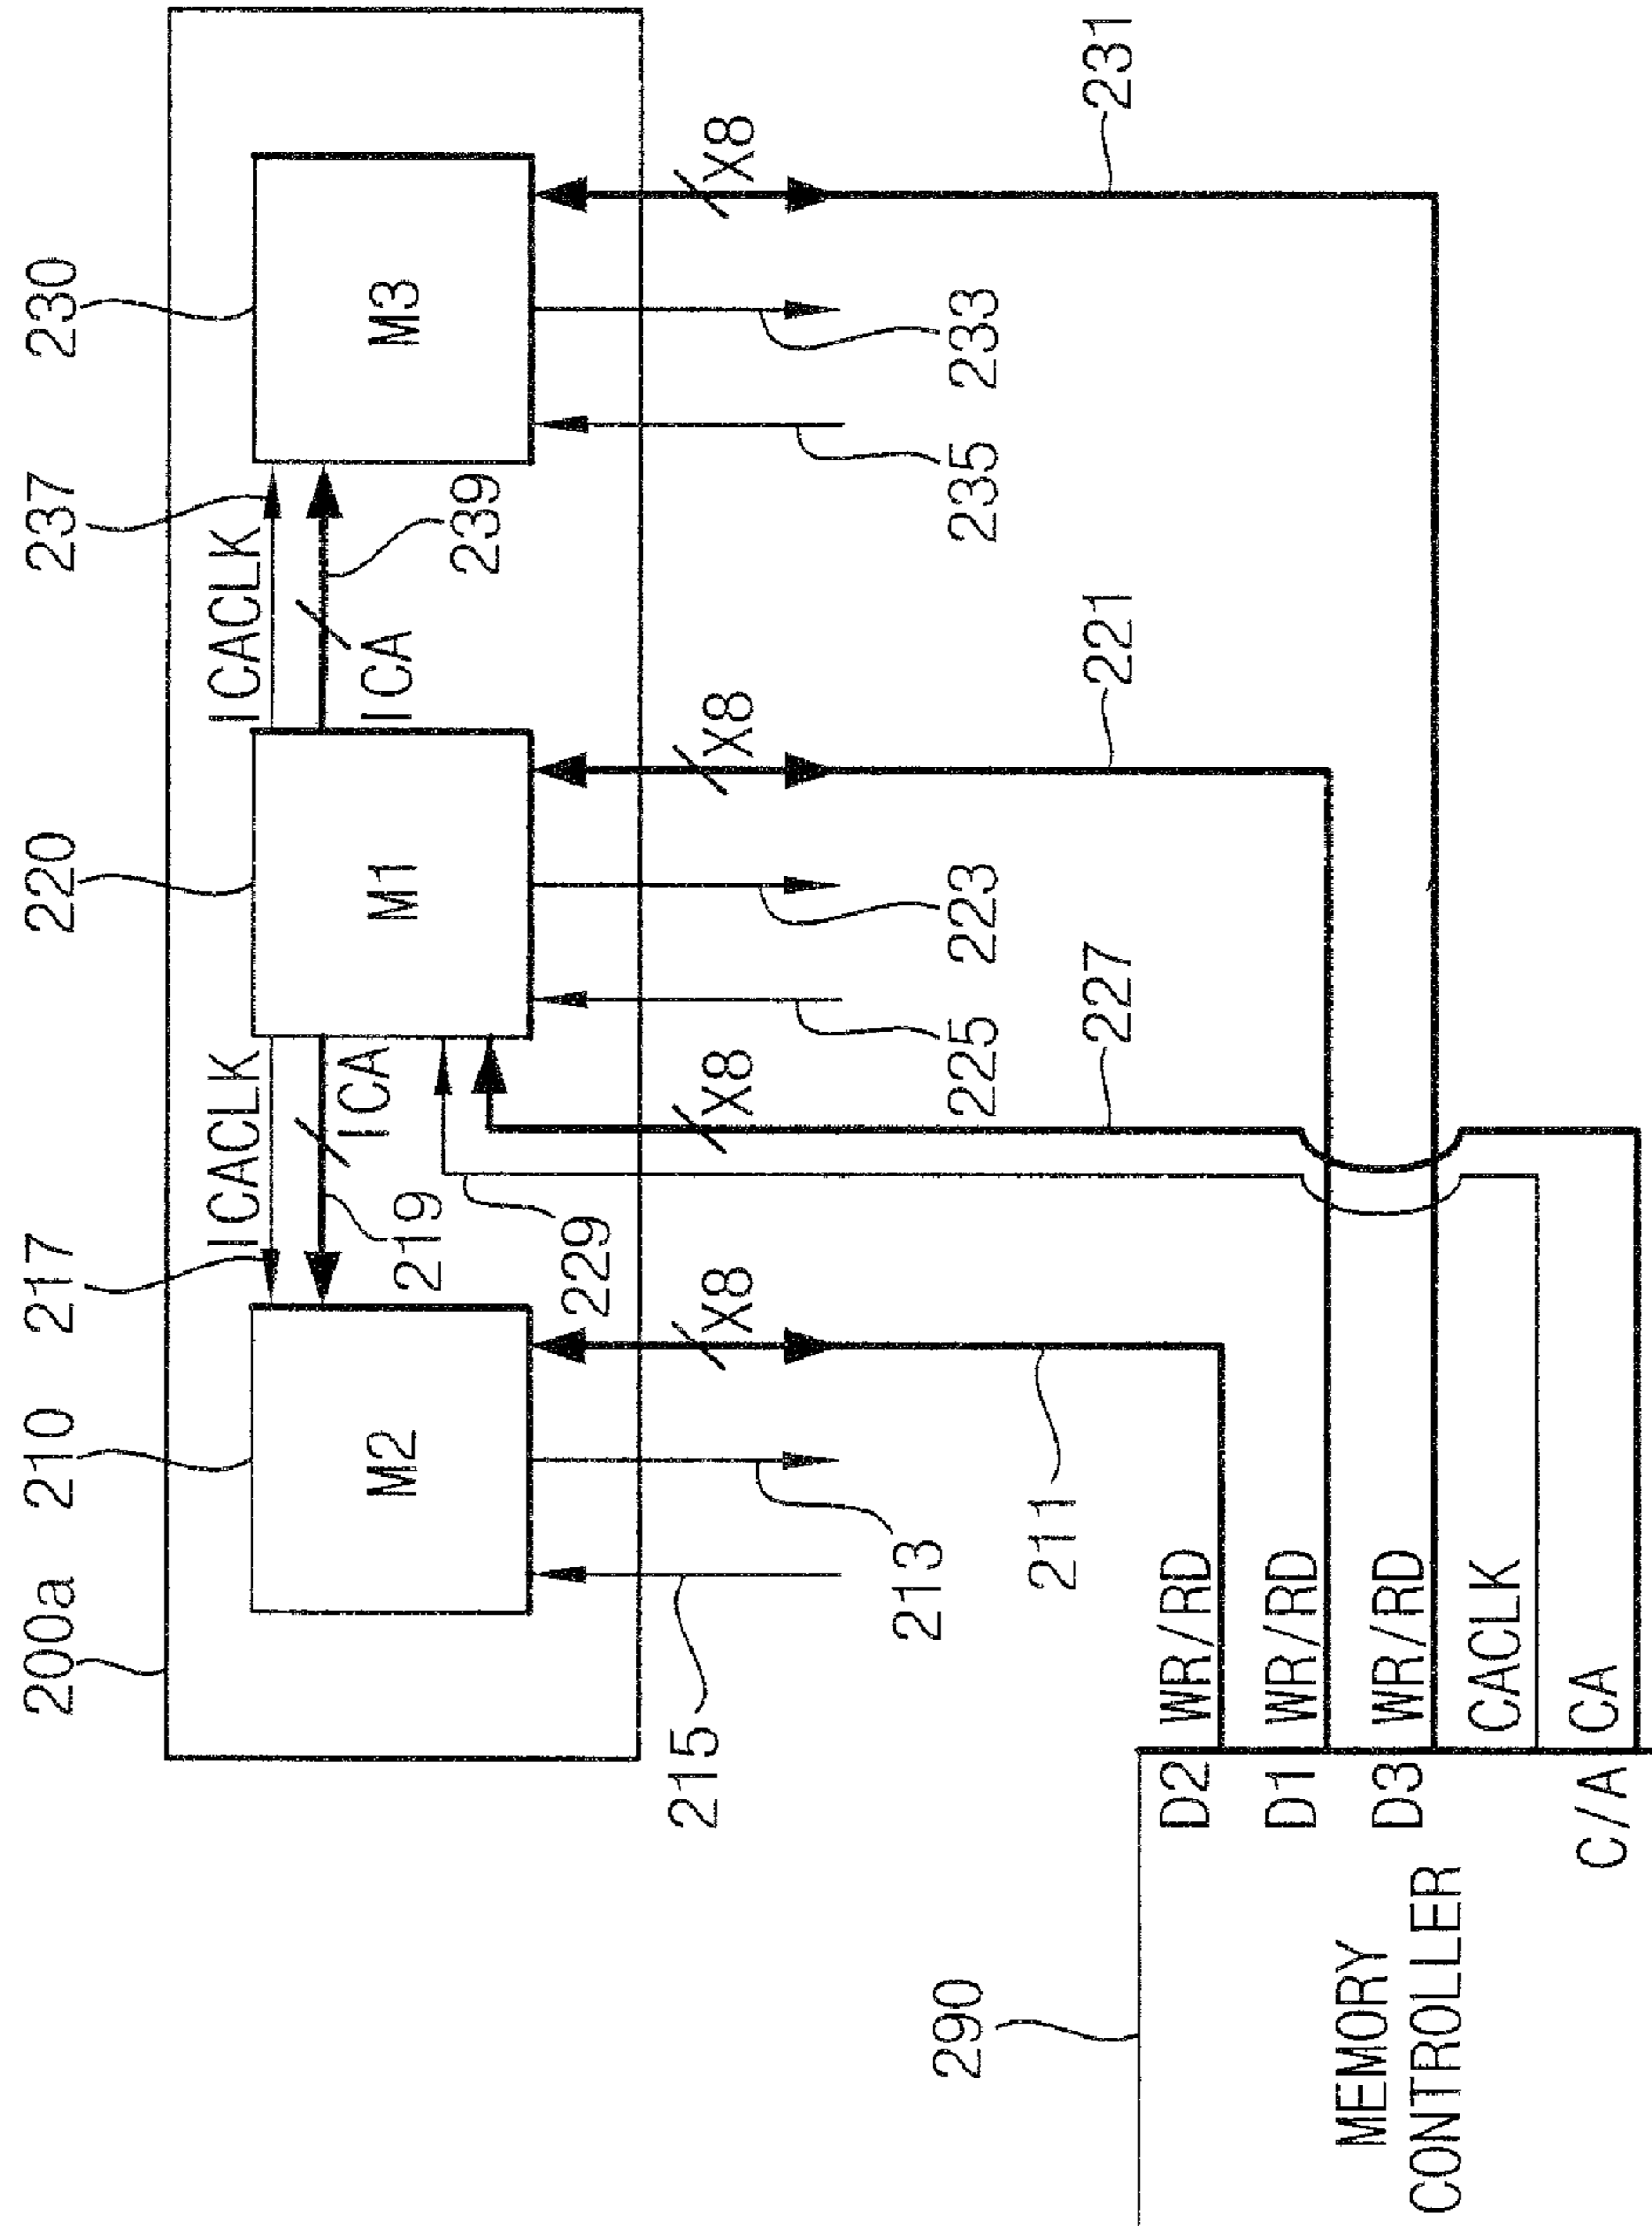 200a 210 217 220 237 230
ICACLK ICACLK
M2 ICA M1 ICA M3
219 239
229
215 X8 X8 X8 X8
213 225 223 235 233
290
211 227 221 231
D2 WR/RD
D1 WR/RD
MEMORY
CONTROLLER
D3 WR/RD
CACLK
C/A CA